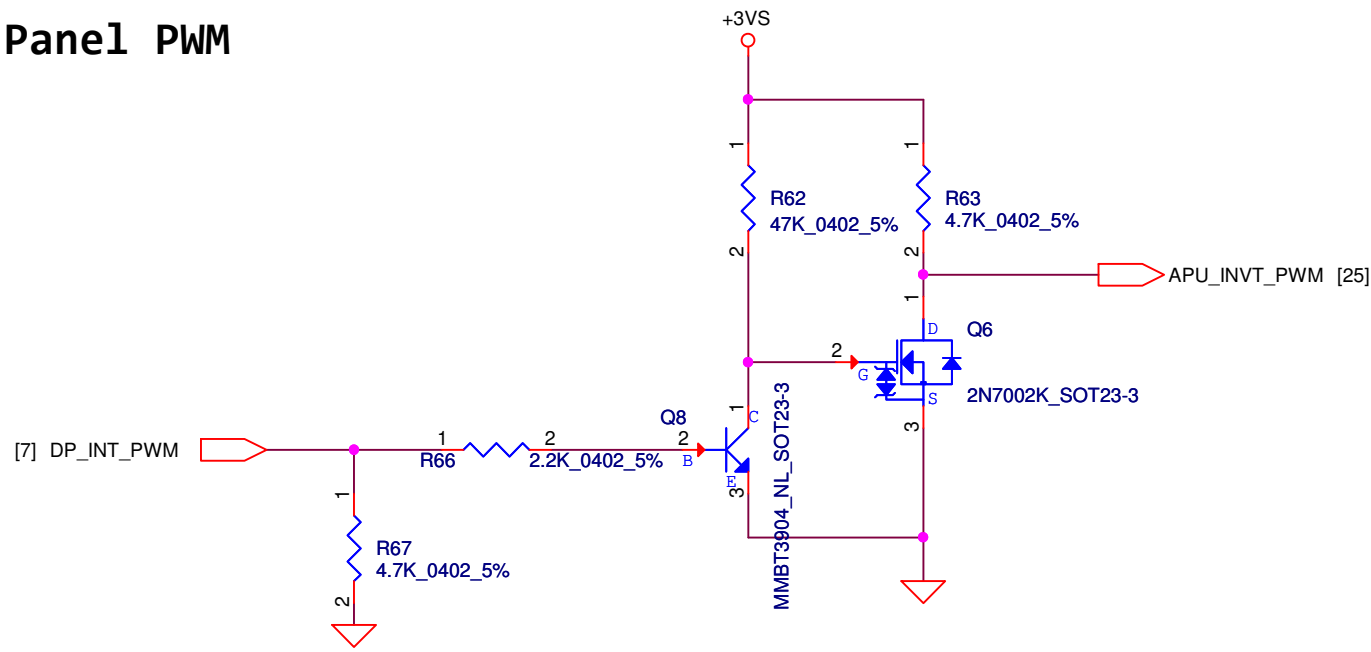 Panel PWM
+3VS
1
1
R62
47K_0402_5%
R63
4.7K_0402_5%
2
2
APU_INVT_PWM [25]
1
D
Q6
2
G
S
2N7002K_SOT23-3
3
Q8
1
C
MMBT3904_NL_SOT23-3
[7] DP_INT_PWM
1
R66
2
2.2K_0402_5%
2
B
E
3
1
R67
4.7K_0402_5%
2